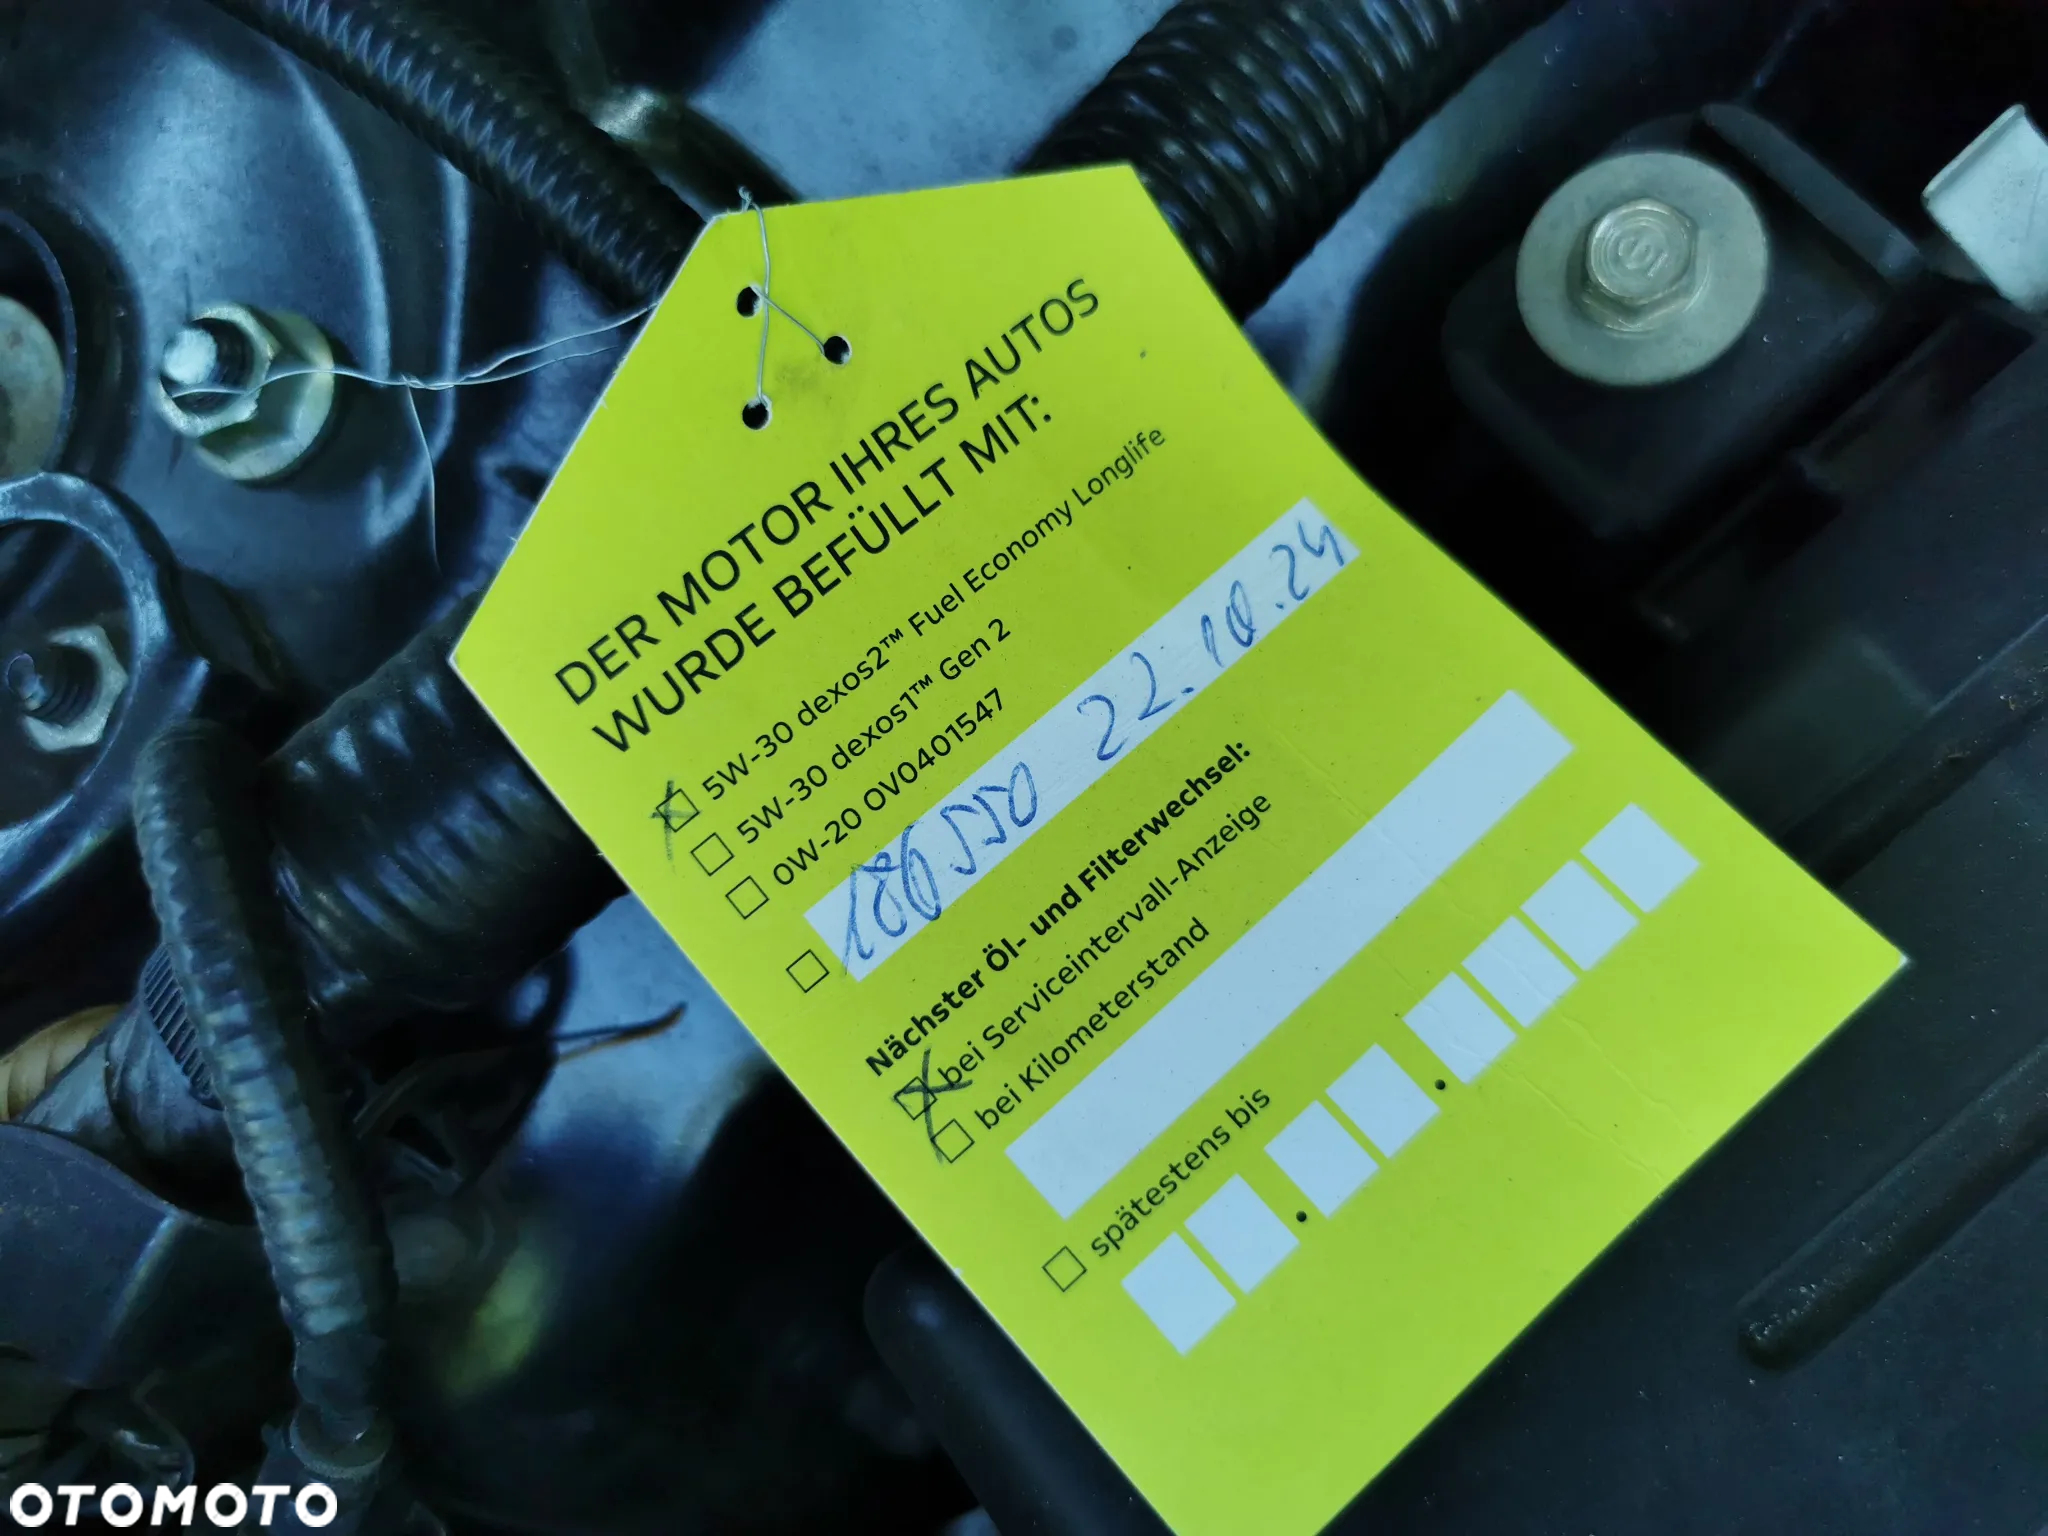 DER MOTOR IHRES AUTOS
WURDE BEFÜLLT MIT:
5W-30 dexos2™ Fuel Economy Longlife
5W-30 dexos1™ Gen 2
0W-20 OV0401547
22.10.24
Nächster Öl- und Filterwechsel:
bei Serviceintervall-Anzeige
bei Kilometerstand
spätestens bis
OTOMOTO